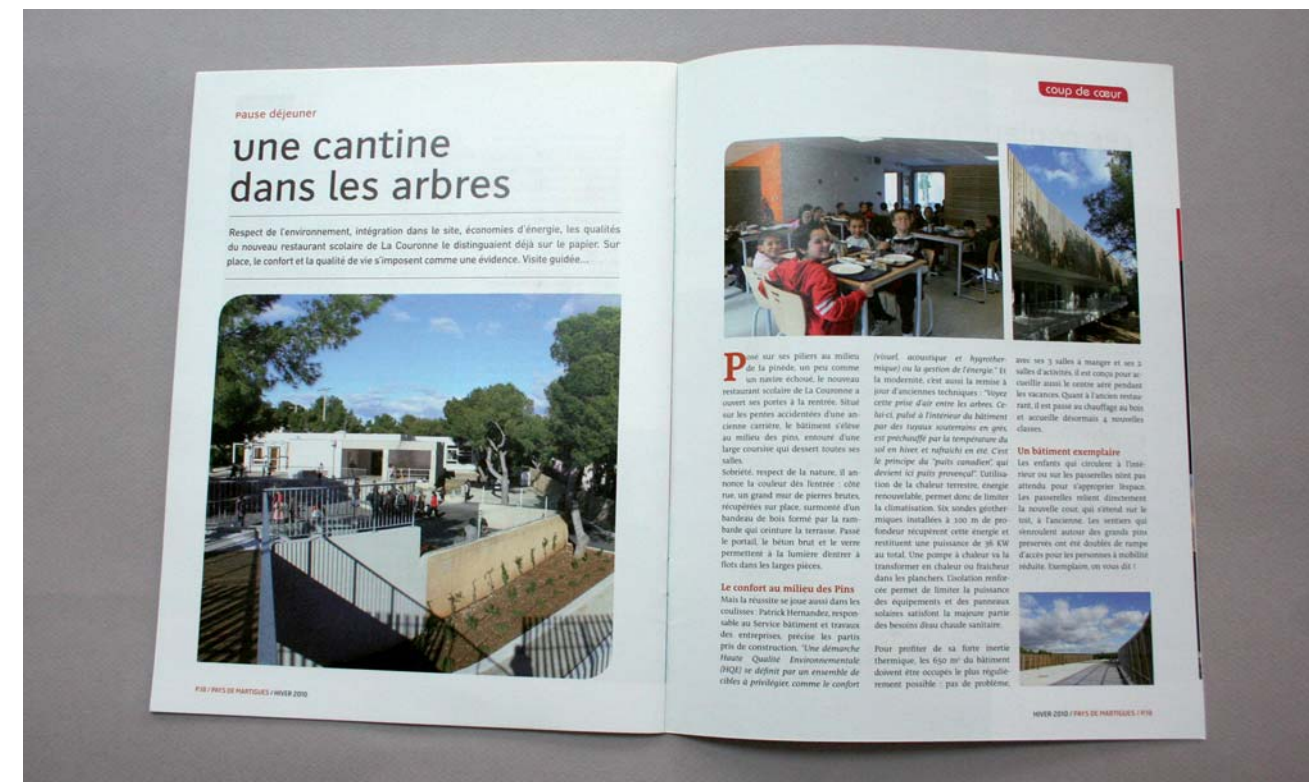 pause déjeuner
une cantine
dans les arbres
Respect de l'environnement, intégration dans le site, économies d'énergie, les qualités
du nouveau restaurant scolaire de La Couronne le distinguaient déjà sur le papier. Sur
place, le confort et la qualité de vie s'imposent comme une évidence. Visite guidée...
P.18 / PAYS DE MARTIGUES / HIVER 2010
coup de cœur
Posé sur ses piliers au milieu
de la pinède, un peu comme
un navire échoué, le nouveau
restaurant scolaire de La Couronne a
ouvert ses portes à la rentrée. Situé
sur les pentes accidentées d'une an-
cienne carrière, le bâtiment s'élève
au milieu des pins, entouré d'une
large coursive qui dessert toutes ses
salles.
Sobriété, respect de la nature, il an-
nonce la couleur dès l'entrée : côté
rue, un grand mur de pierres brutes,
récupérées sur place, surmonté d'un
bandeau de bois formé par la ram-
barde qui ceinture la terrasse. Passé
le portail, le béton brut et le verre
permettent à la lumière d'entrer à
flots dans les larges pièces.
Le confort au milieu des Pins
Mais la réussite se joue aussi dans les
coulisses : Patrick Hernandez, respon-
sable au Service bâtiment et travaux
des entreprises, précise les partis
pris de construction. "Une démarche
Haute Qualité Environnementale
(HQE) se définit par un ensemble de
cibles à privilégier, comme le confort
(visuel, acoustique et hygrother-
mique) ou la gestion de l'énergie." Et
la modernité, c'est aussi la remise à
jour d'anciennes techniques : "Voyez
cette prise d'air entre les arbres. Ce-
lui-ci, pulsé à l'intérieur du bâtiment
par des tuyaux souterrains en grès,
est préchauffé par la température du
sol en hiver, et rafraîchi en été. C'est
le principe du "puits canadien", qui
devient ici puits provençal". L'utilisa-
tion de la chaleur terrestre, énergie
renouvelable, permet donc de limiter
la climatisation. Six sondes géother-
miques installées à 100 m de pro-
fondeur récupèrent cette énergie et
restituent une puissance de 36 KW
au total. Une pompe à chaleur va la
transformer en chaleur ou fraîcheur
dans les planchers. L'isolation renfor-
cée permet de limiter la puissance
des équipements et des panneaux
solaires satisfont la majeure partie
des besoins d'eau chaude sanitaire.
Pour profiter de sa forte inertie
thermique, les 650 m² du bâtiment
doivent être occupés le plus réguliè-
rement possible : pas de problème,
avec ses 3 salles à manger et ses 2
salles d'activités, il est conçu pour ac-
cueillir aussi le centre aéré pendant
les vacances. Quant à l'ancien restau-
rant, il est passé au chauffage au bois
et accueille désormais 4 nouvelles
classes.
Un bâtiment exemplaire
Les enfants qui circulent à l'inté-
rieur ou sur les passerelles n'ont pas
attendu pour s'approprier l'espace.
Les passerelles relient directement
la nouvelle cour, qui s'étend sur le
toit, à l'ancienne. Les sentiers qui
s'enroulent autour des grands pins
préservés ont été doublés de rampe
d'accès pour les personnes à mobilité
réduite. Exemplaire, on vous dit !
HIVER 2010 / PAYS DE MARTIGUES / P.19